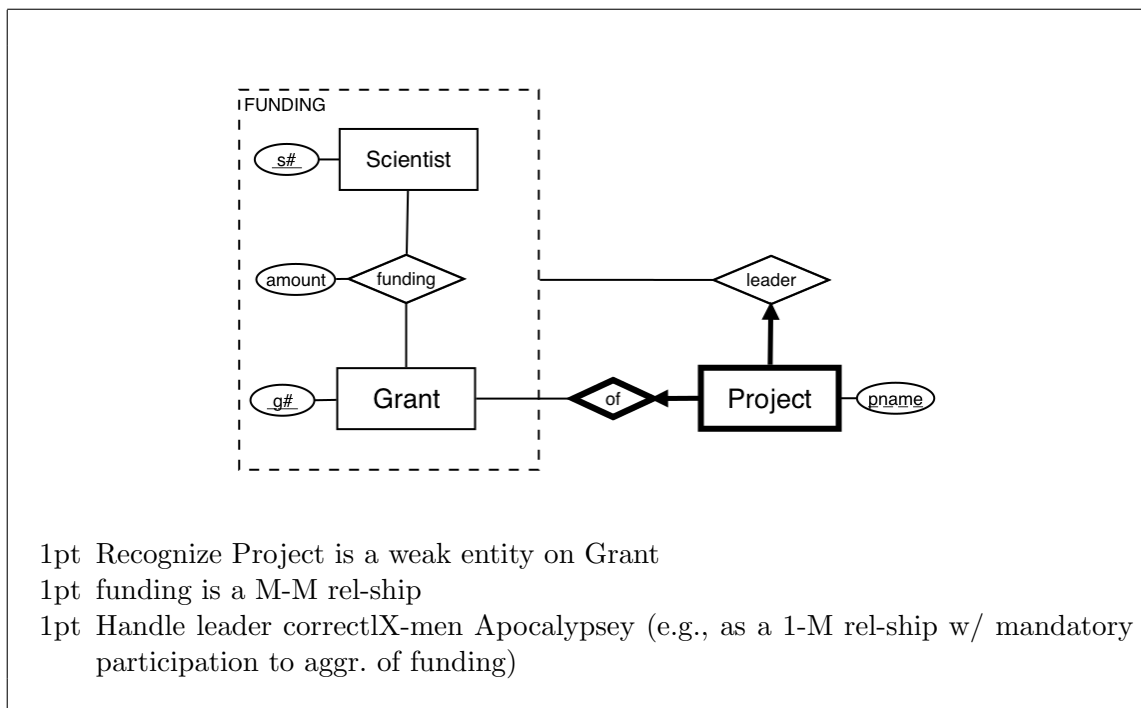 FUNDING
s#
Scientist
amount
funding
leader
g#
Grant
of
Project
pname
1pt Recognize Project is a weak entity on Grant
1pt funding is a M-M rel-ship
1pt Handle leader correctlX-men Apocalypsey (e.g., as a 1-M rel-ship w/ mandatory
participation to aggr. of funding)